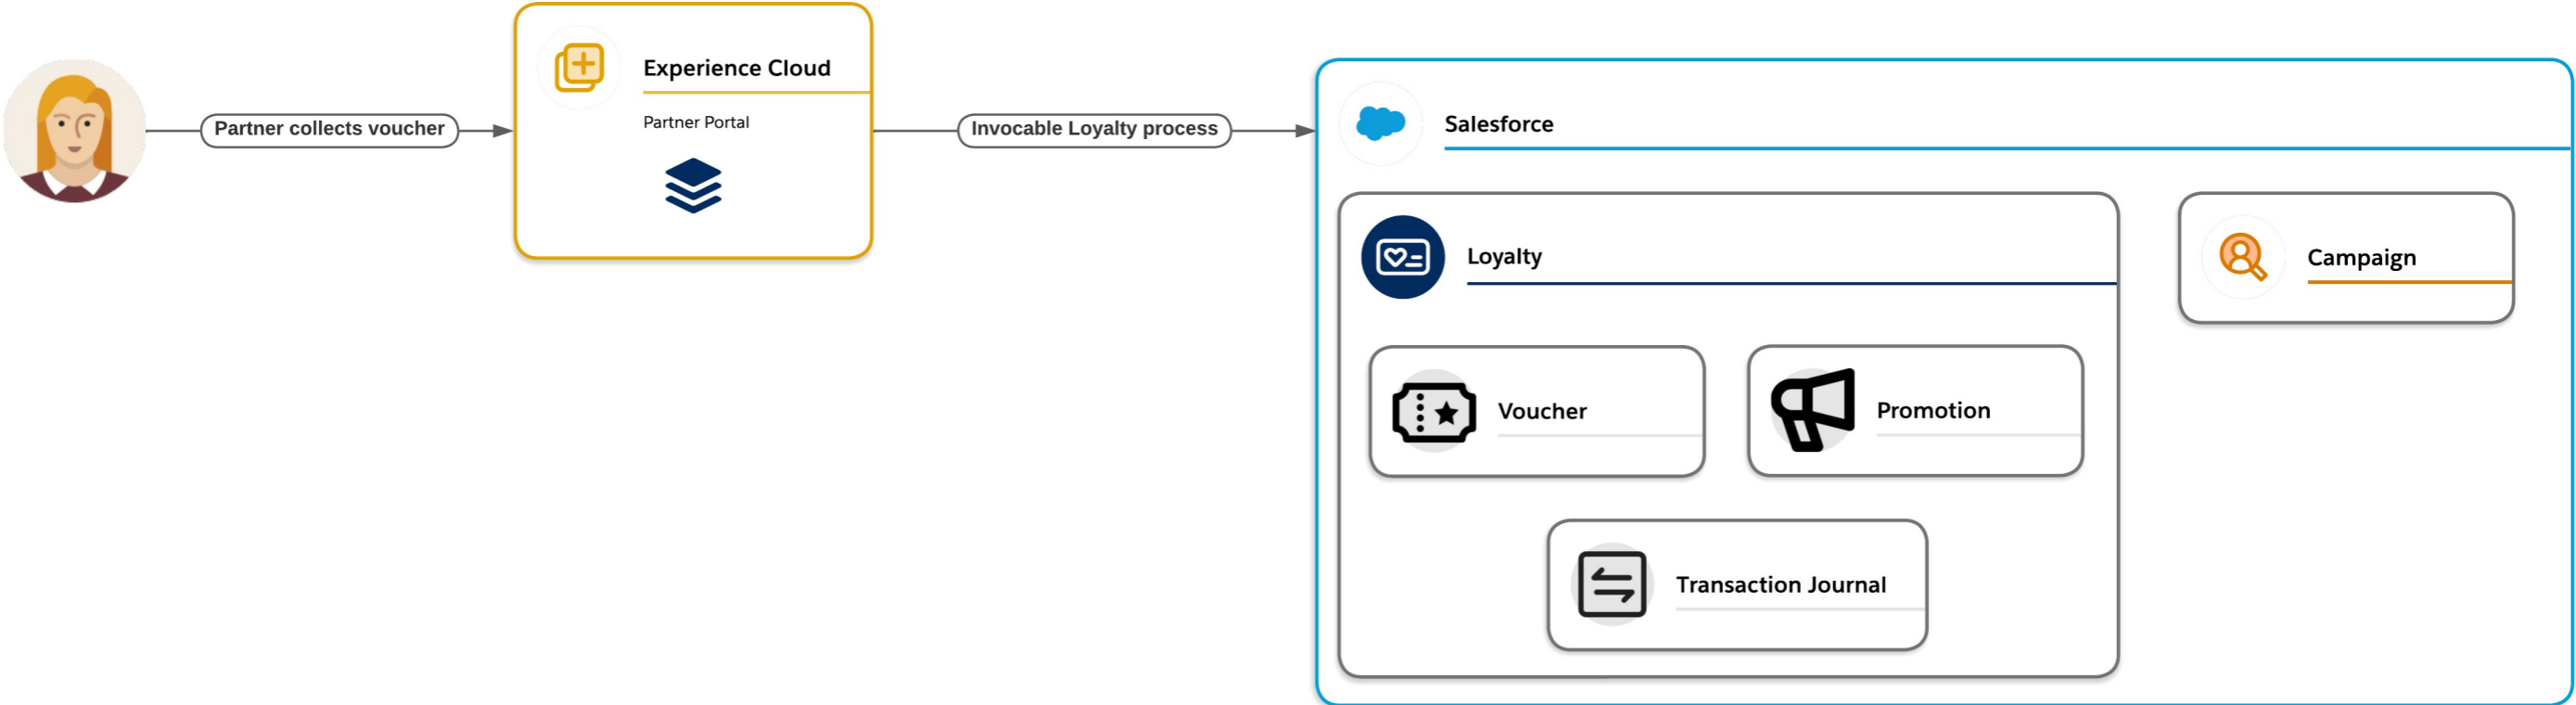 Partner collects voucher
Experience Cloud
Partner Portal
Invocable Loyalty process
Salesforce
Loyalty
Campaign
Voucher
Promotion
Transaction Journal